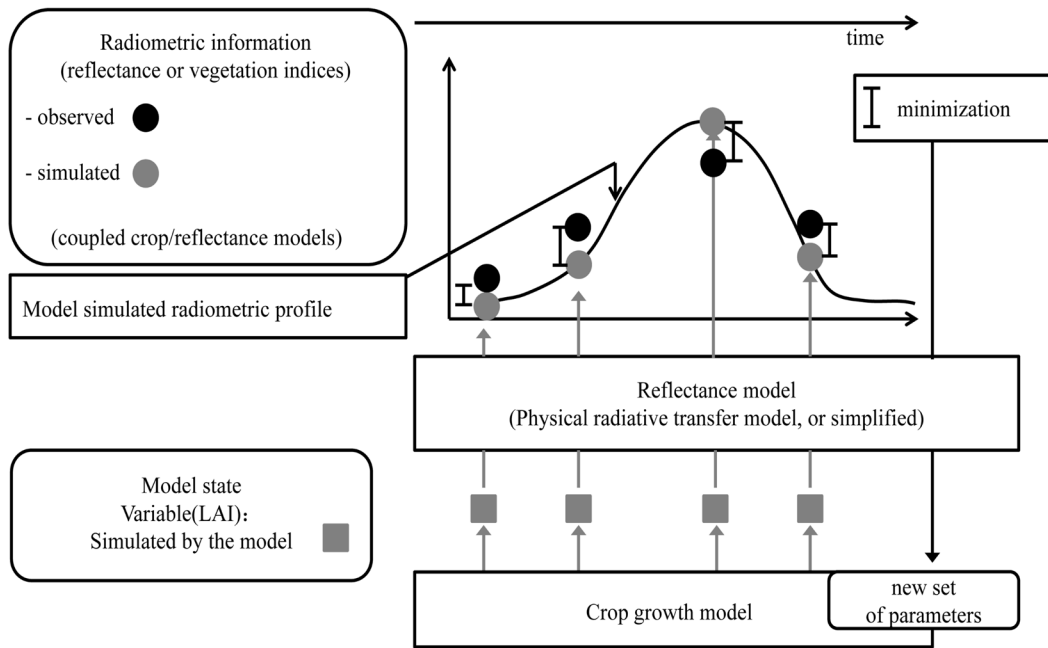 Radiometric information
(reflectance or vegetation indices)
- observed
- simulated
(coupled crop/reflectance models)
Model simulated radiometric profile
time
minimization
Reflectance model
(Physical radiative transfer model, or simplified)
Model state
Variable(LAI):
Simulated by the model
Crop growth model
new set
of parameters